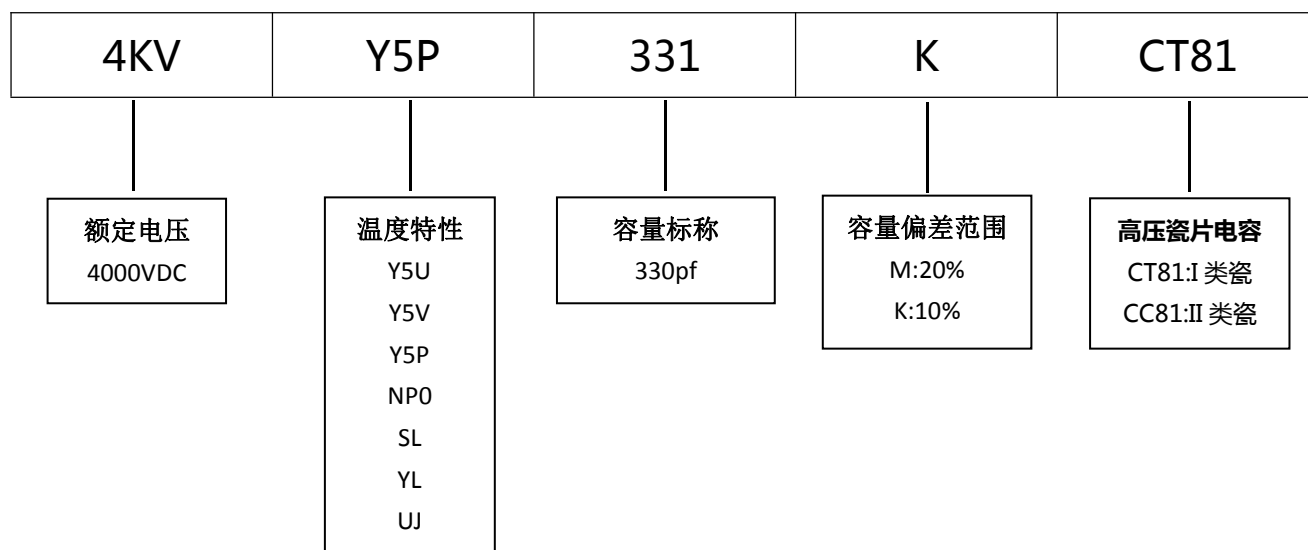 4KV Y5P 331 K CT81
额定电压
4000VDC
温度特性
Y5U
Y5V
Y5P
NP0
SL
YL
UJ
容量标称
330pf
容量偏差范围
M:20%
K:10%
高压瓷片电容
CT81:I 类瓷
CC81:II 类瓷